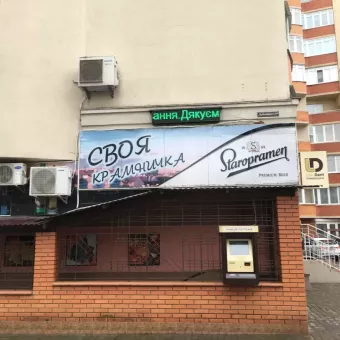 ання.Дякуєм
СВОЯ
КРАМНИЧКА
S
Staropramen
PREMIUM BEER
D